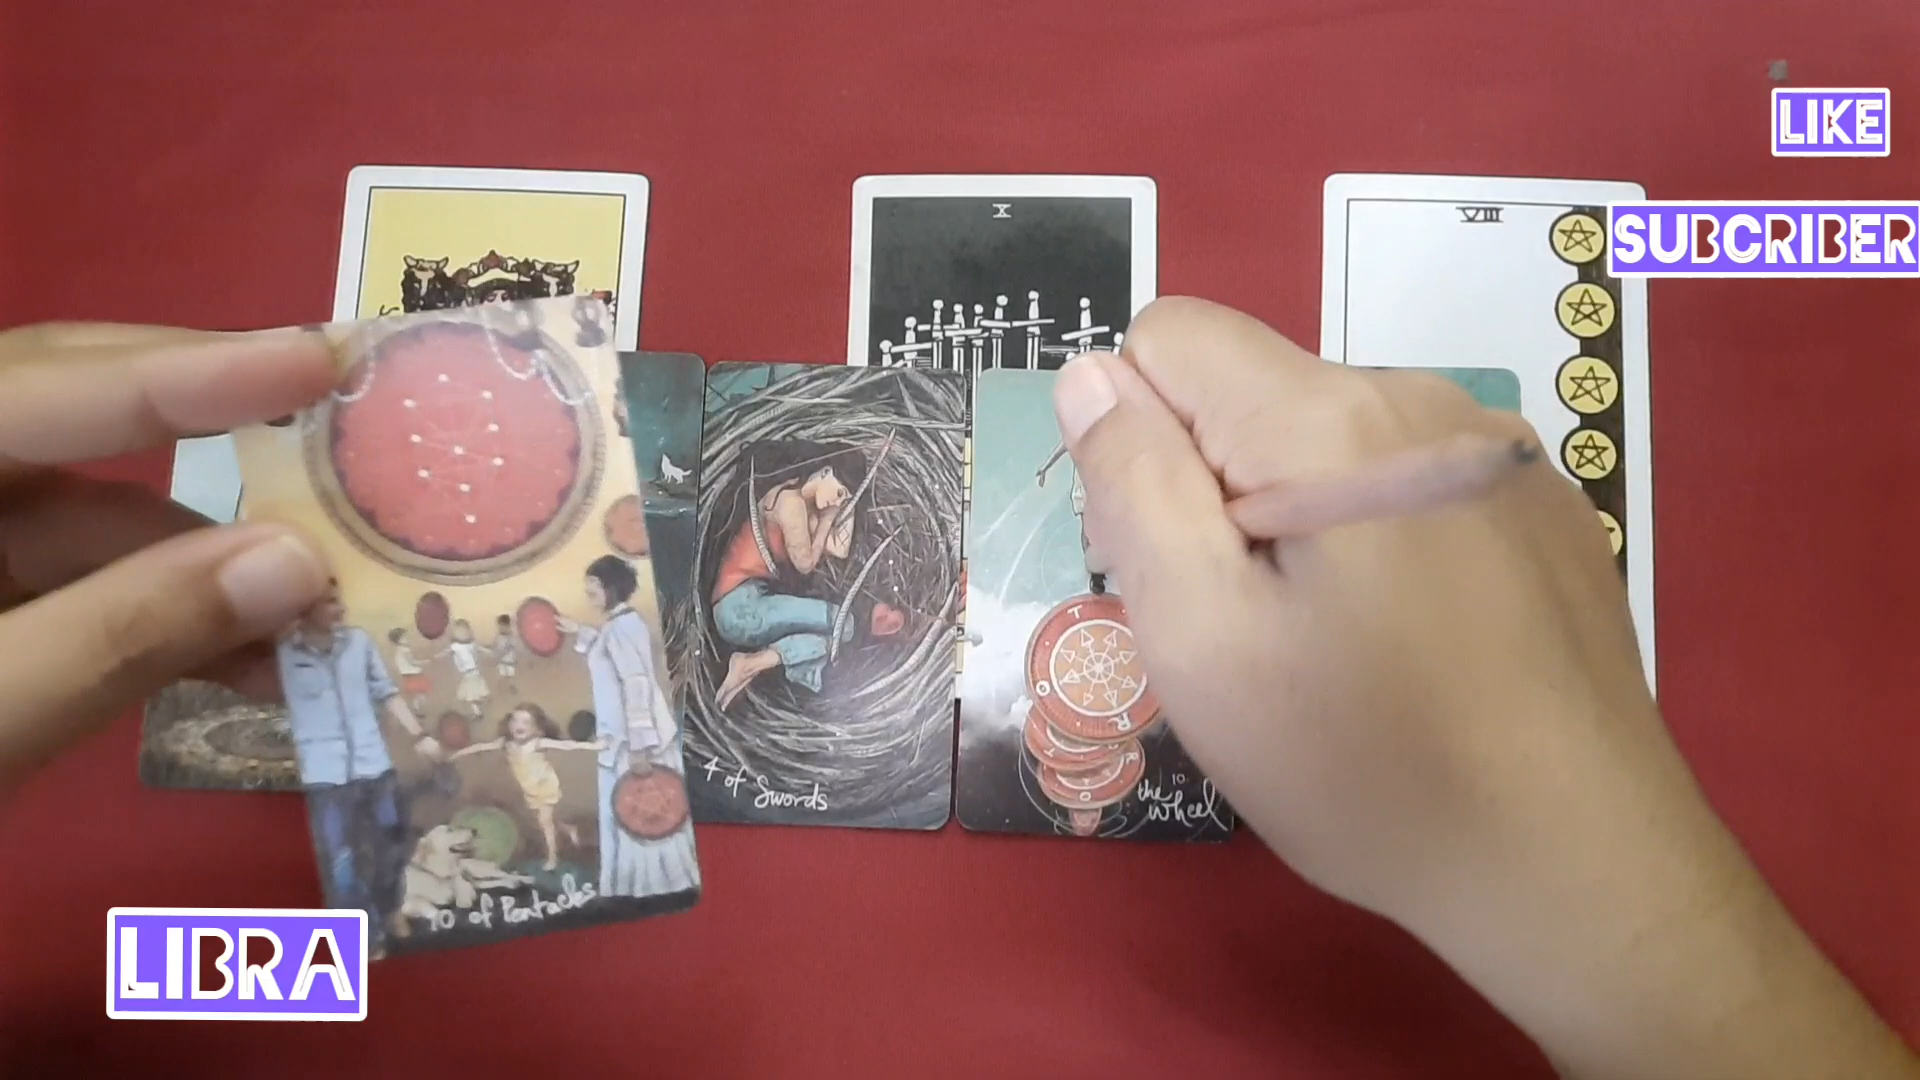 LIKE
X
VIII
SUBCRIBER
4 of Swords
10
the
Wheel
T
O
R
10 of Pentacles
LIBRA